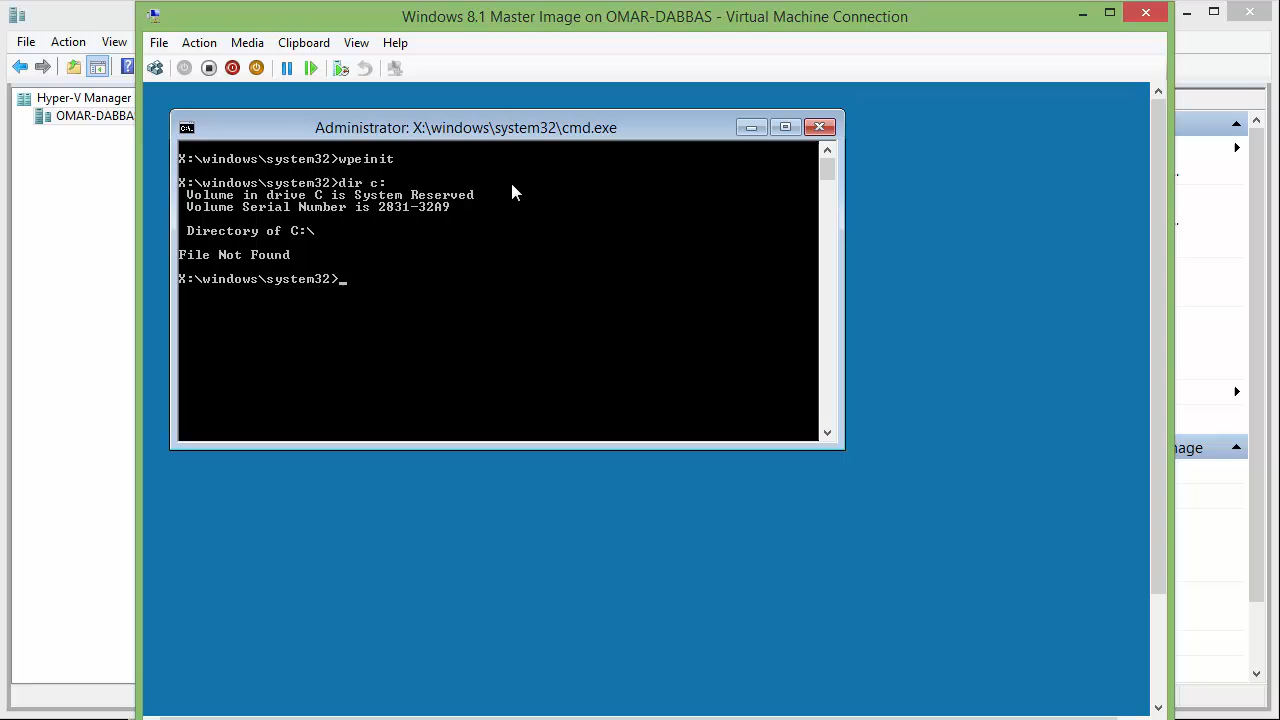 Windows 8.1 Master Image on OMAR-DABBAS - Virtual Machine Connection
File Action View
File Action Media Clipboard View Help
Hyper-V Manager
OMAR-DABBA
Administrator: X:\windows\system32\cmd.exe
X:\windows\system32>wpeinit
X:\windows\system32>dir c:
Volume in drive C is System Reserved
Volume Serial Number is 2831-32A9
Directory of C:\
File Not Found
X:\windows\system32>_